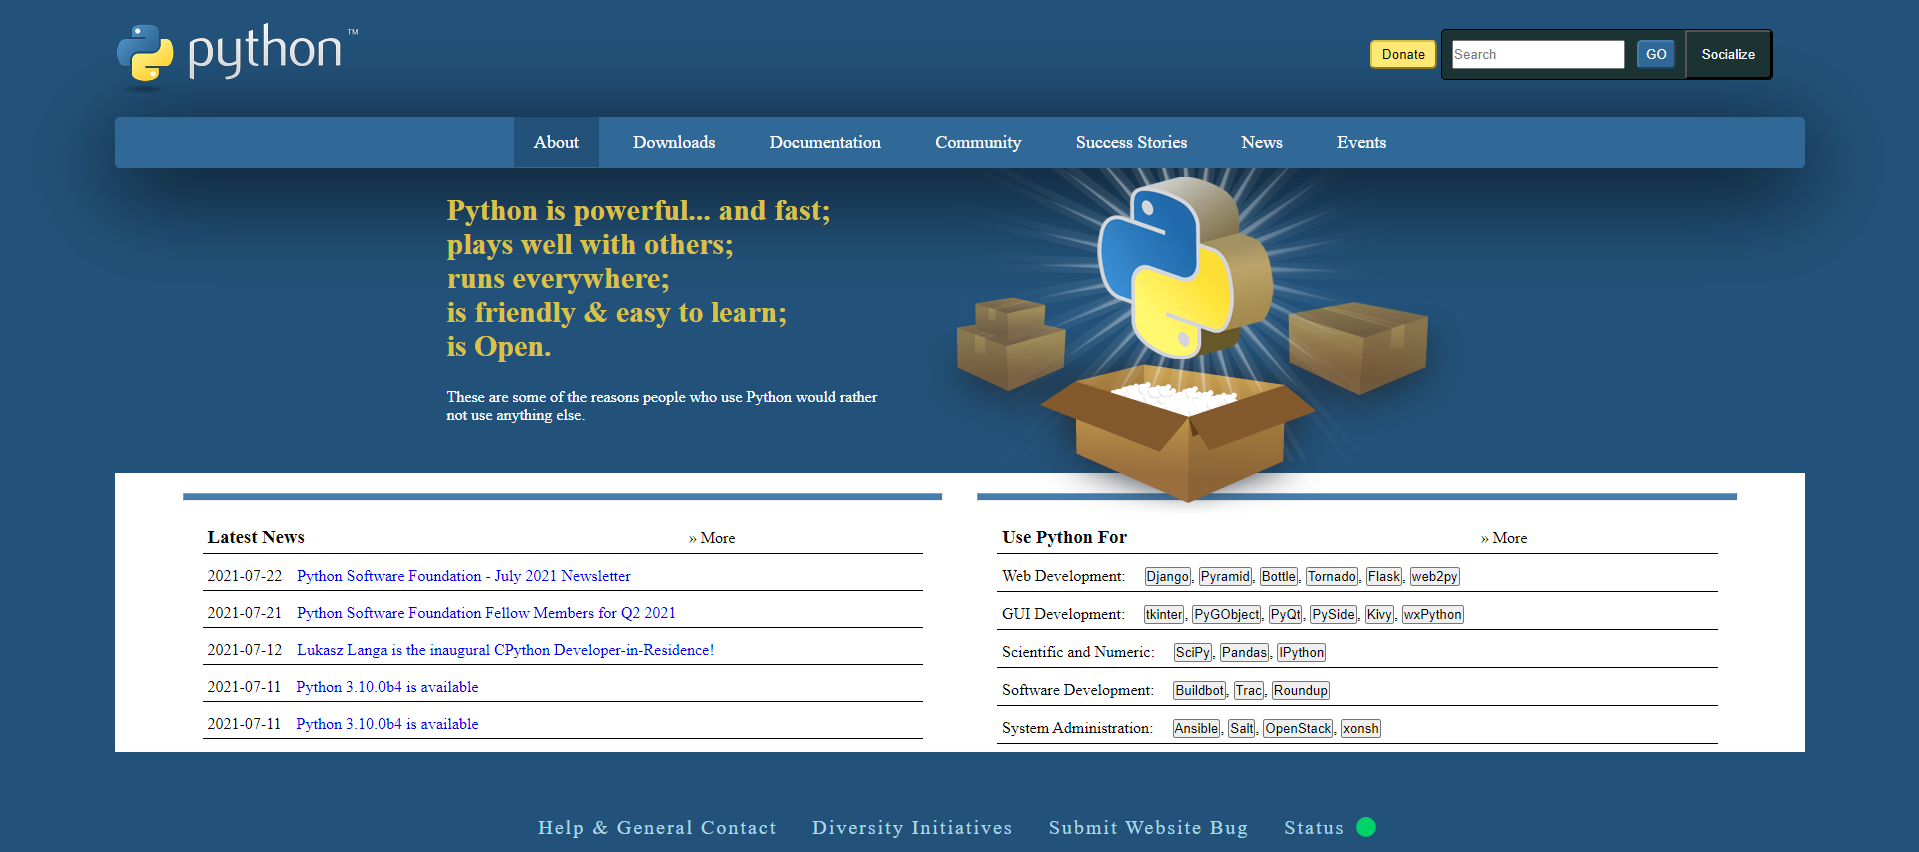 python™
Donate
Search
GO
Socialize
About
Downloads
Documentation
Community
Success Stories
News
Events
Python is powerful... and fast;
plays well with others;
runs everywhere;
is friendly & easy to learn;
is Open.
These are some of the reasons people who use Python would rather
not use anything else.
Latest News
» More
2021-07-22 Python Software Foundation - July 2021 Newsletter
2021-07-21 Python Software Foundation Fellow Members for Q2 2021
2021-07-12 Lukasz Langa is the inaugural CPython Developer-in-Residence!
2021-07-11 Python 3.10.0b4 is available
2021-07-11 Python 3.10.0b4 is available
Use Python For
» More
Web Development: Django, Pyramid, Bottle, Tornado, Flask, web2py
GUI Development: tkinter, PyGObject, PyQt, PySide, Kivy, wxPython
Scientific and Numeric: SciPy, Pandas, IPython
Software Development: Buildbot, Trac, Roundup
System Administration: Ansible, Salt, OpenStack, xonsh
Help & General Contact
Diversity Initiatives
Submit Website Bug
Status